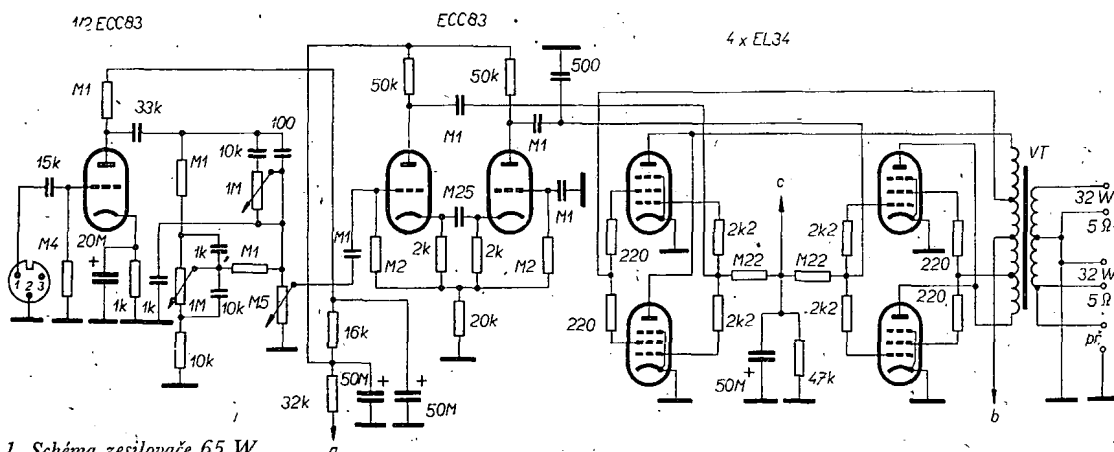 1/2 ECC83
ECC83
4 x EL34
M1
33k
100
10k
M1
1M
15k
M4
20M
+
1k
1k
1k
M1
1M
10k
M5
10k
1 2 3
50k
50k
M1
M1
500
M25
M1
M2
2k
2k
M2
M1
20k
16k
32k
50M
+
50M
+
a
220
220
2k2
2k2
M22
M22
c
50M
+
47k
2k2
2k2
220
220
VT
b
32 W
5 Ω
32 W
5 Ω
př.
1. Schéma zesilovače 65 W